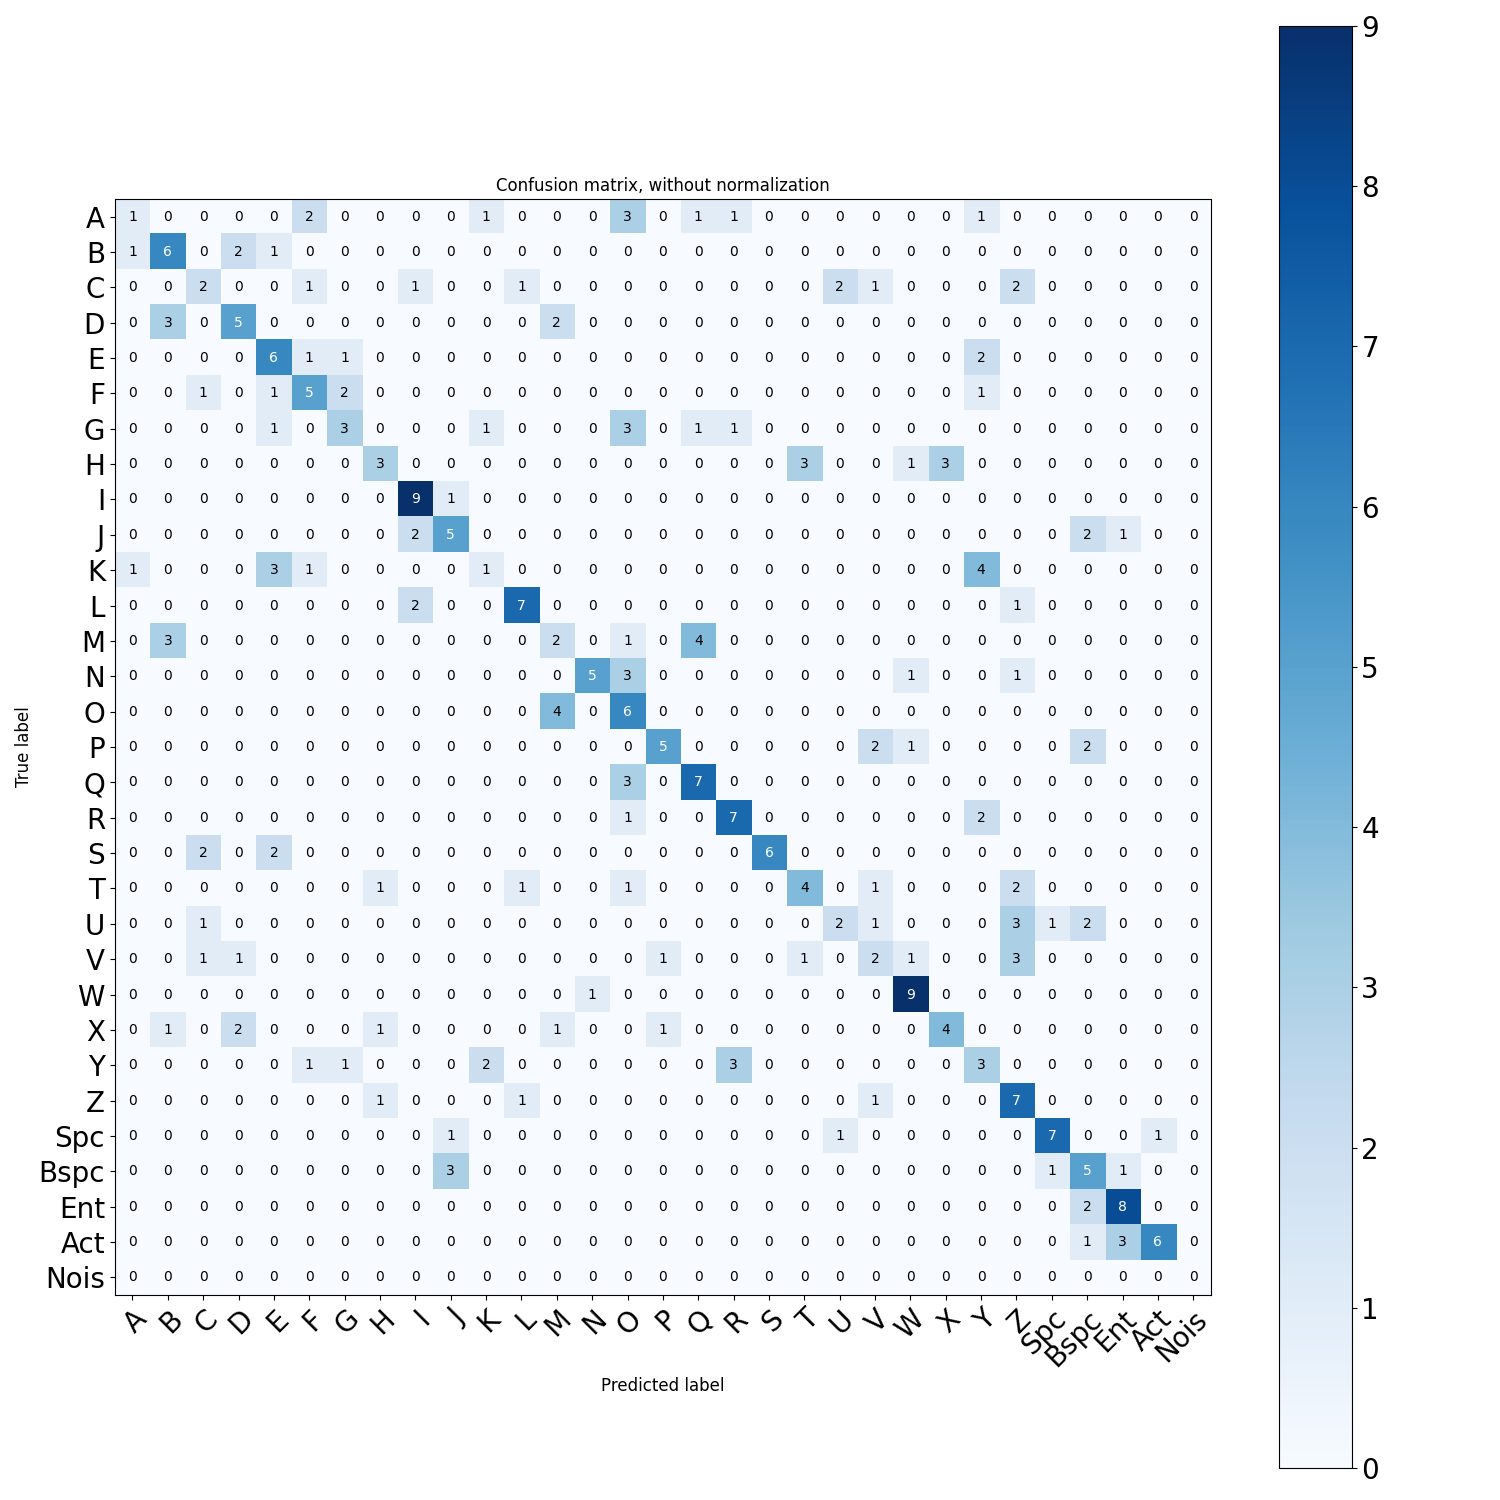 Confusion matrix, without normalization
A 1 0 0 0 0 2 0 0 0 0 1 0 0 0 3 0 1 1 0 0 0 0 0 0 1 0 0 0 0 0 0
B 1 6 0 2 1 0 0 0 0 0 0 0 0 0 0 0 0 0 0 0 0 0 0 0 0 0 0 0 0 0 0
C 0 0 2 0 0 1 0 0 1 0 0 1 0 0 0 0 0 0 0 0 2 1 0 0 0 2 0 0 0 0 0
D 0 3 0 5 0 0 0 0 0 0 0 0 2 0 0 0 0 0 0 0 0 0 0 0 0 0 0 0 0 0 0
E 0 0 0 0 6 1 1 0 0 0 0 0 0 0 0 0 0 0 0 0 0 0 0 0 2 0 0 0 0 0 0
F 0 0 1 0 1 5 2 0 0 0 0 0 0 0 0 0 0 0 0 0 0 0 0 0 1 0 0 0 0 0 0
G 0 0 0 0 1 0 3 0 0 0 1 0 0 0 3 0 1 1 0 0 0 0 0 0 0 0 0 0 0 0 0
H 0 0 0 0 0 0 0 3 0 0 0 0 0 0 0 0 0 0 0 3 0 0 1 3 0 0 0 0 0 0 0
I 0 0 0 0 0 0 0 0 9 1 0 0 0 0 0 0 0 0 0 0 0 0 0 0 0 0 0 0 0 0 0
J 0 0 0 0 0 0 0 0 2 5 0 0 0 0 0 0 0 0 0 0 0 0 0 0 0 0 0 2 1 0 0
K 1 0 0 0 3 1 0 0 0 0 1 0 0 0 0 0 0 0 0 0 0 0 0 0 4 0 0 0 0 0 0
L 0 0 0 0 0 0 0 0 2 0 0 7 0 0 0 0 0 0 0 0 0 0 0 0 0 1 0 0 0 0 0
M 0 3 0 0 0 0 0 0 0 0 0 0 2 0 1 0 4 0 0 0 0 0 0 0 0 0 0 0 0 0 0
N 0 0 0 0 0 0 0 0 0 0 0 0 0 5 3 0 0 0 0 0 0 0 1 0 0 1 0 0 0 0 0
O 0 0 0 0 0 0 0 0 0 0 0 0 4 0 6 0 0 0 0 0 0 0 0 0 0 0 0 0 0 0 0
P 0 0 0 0 0 0 0 0 0 0 0 0 0 0 0 5 0 0 0 0 0 2 1 0 0 0 0 2 0 0 0
Q 0 0 0 0 0 0 0 0 0 0 0 0 0 0 3 0 7 0 0 0 0 0 0 0 0 0 0 0 0 0 0
R 0 0 0 0 0 0 0 0 0 0 0 0 0 0 1 0 0 7 0 0 0 0 0 0 2 0 0 0 0 0 0
S 0 0 2 0 2 0 0 0 0 0 0 0 0 0 0 0 0 0 6 0 0 0 0 0 0 0 0 0 0 0 0
T 0 0 0 0 0 0 0 1 0 0 0 1 0 0 1 0 0 0 0 4 0 1 0 0 0 2 0 0 0 0 0
U 0 0 1 0 0 0 0 0 0 0 0 0 0 0 0 0 0 0 0 0 2 1 0 0 0 3 1 2 0 0 0
V 0 0 1 1 0 0 0 0 0 0 0 0 0 0 0 1 0 0 0 1 0 2 1 0 0 3 0 0 0 0 0
W 0 0 0 0 0 0 0 0 0 0 0 0 0 1 0 0 0 0 0 0 0 0 9 0 0 0 0 0 0 0 0
X 0 1 0 2 0 0 0 1 0 0 0 0 1 0 0 1 0 0 0 0 0 0 0 4 0 0 0 0 0 0 0
Y 0 0 0 0 0 1 1 0 0 0 2 0 0 0 0 0 0 3 0 0 0 0 0 0 3 0 0 0 0 0 0
Z 0 0 0 0 0 0 0 1 0 0 0 1 0 0 0 0 0 0 0 0 0 1 0 0 0 7 0 0 0 0 0
Spc 0 0 0 0 0 0 0 0 0 1 0 0 0 0 0 0 0 0 0 0 1 0 0 0 0 0 7 0 0 1 0
Bspc 0 0 0 0 0 0 0 0 0 3 0 0 0 0 0 0 0 0 0 0 0 0 0 0 0 0 1 5 1 0 0
Ent 0 0 0 0 0 0 0 0 0 0 0 0 0 0 0 0 0 0 0 0 0 0 0 0 0 0 0 2 8 0 0
Act 0 0 0 0 0 0 0 0 0 0 0 0 0 0 0 0 0 0 0 0 0 0 0 0 0 0 0 1 3 6 0
Nois 0 0 0 0 0 0 0 0 0 0 0 0 0 0 0 0 0 0 0 0 0 0 0 0 0 0 0 0 0 0 0
A B C D E F G H I J K L M N O P Q R S T U V W X Y Z Spc Bspc Ent Act Nois
Predicted label
True label
9
8
7
6
5
4
3
2
1
0